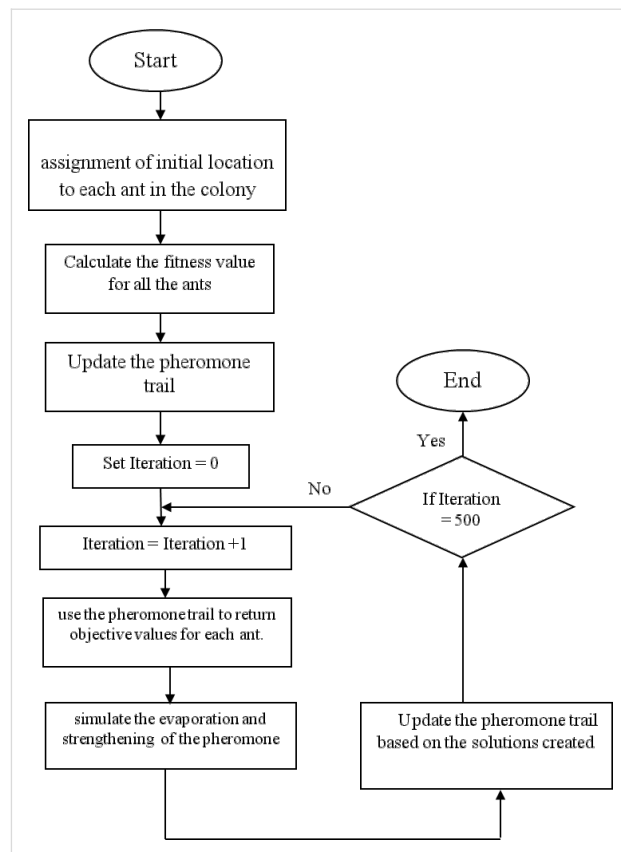 Start
assignment of initial location
to each ant in the colony
Calculate the fitness value
for all the ants
Update the pheromone
trail
Set Iteration = 0
Iteration = Iteration +1
use the pheromone trail to return
objective values for each ant.
simulate the evaporation and
strengthening of the pheromone
Update the pheromone trail
based on the solutions created
If Iteration
= 500
No
Yes
End